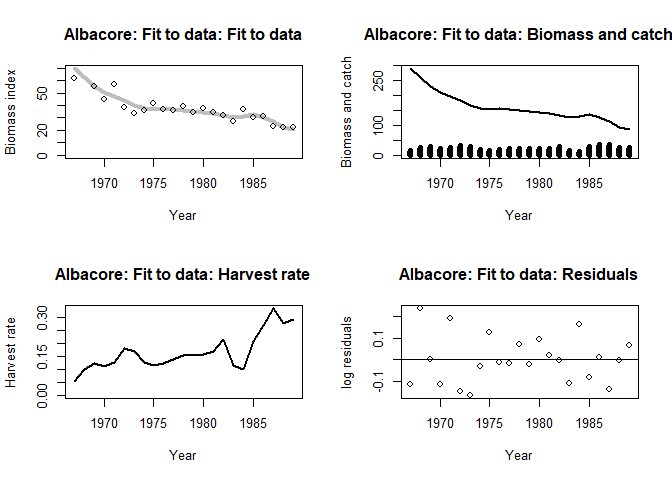 Albacore: Fit to data: Fit to data
Biomass index
0 20 50
1970 1975 1980 1985
Year
Albacore: Fit to data: Biomass and catch
Biomass and catch
0 100 250
1970 1975 1980 1985
Year
Albacore: Fit to data: Harvest rate
Harvest rate
0.00 0.15 0.30
1970 1975 1980 1985
Year
Albacore: Fit to data: Residuals
log residuals
-0.1 0.1
1970 1975 1980 1985
Year